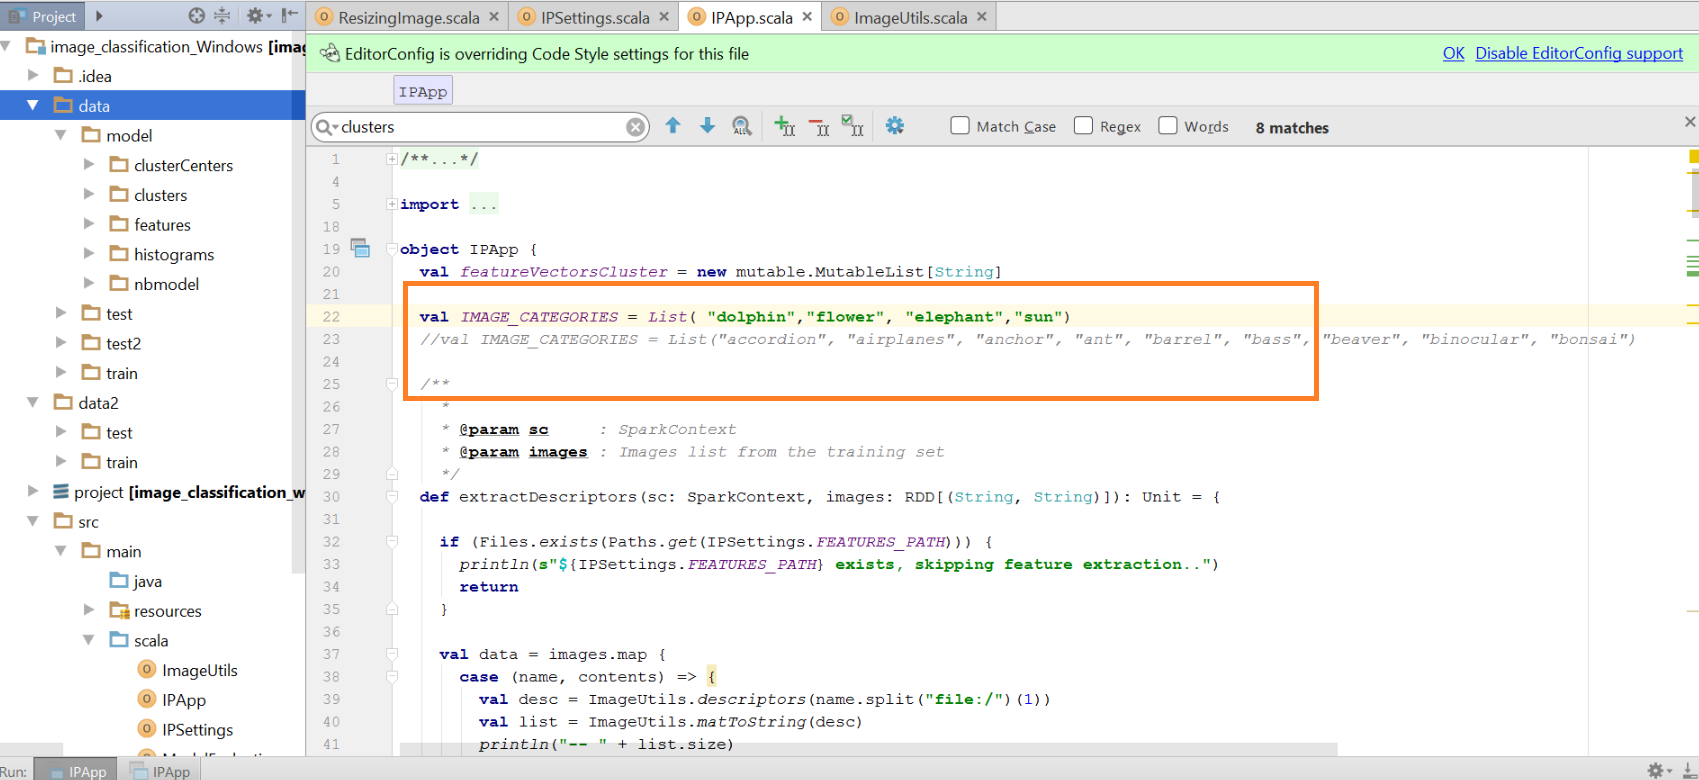 Project
ResizingImage.scala
IPSettings.scala
IPApp.scala
ImageUtils.scala
image_classification_Windows [imag
.idea
data
model
clusterCenters
clusters
features
histograms
nbmodel
test
test2
train
data2
test
train
project [image_classification_w
src
main
java
resources
scala
ImageUtils
IPApp
IPSettings
EditorConfig is overriding Code Style settings for this file
OK Disable EditorConfig support
IPApp
clusters
Match Case Regex Words 8 matches
1 /**...*/
4
5 import ...
18
19 object IPApp {
20 val featureVectorsCluster = new mutable.MutableList[String]
21
22 val IMAGE_CATEGORIES = List( "dolphin","flower", "elephant","sun")
23 //val IMAGE_CATEGORIES = List("accordion", "airplanes", "anchor", "ant", "barrel", "bass", "beaver", "binocular", "bonsai")
24
25 /**
26 *
27 * @param sc : SparkContext
28 * @param images : Images list from the training set
29 */
30 def extractDescriptors(sc: SparkContext, images: RDD[(String, String)]): Unit = {
31
32 if (Files.exists(Paths.get(IPSettings.FEATURES_PATH))) {
33 println(s"${IPSettings.FEATURES_PATH} exists, skipping feature extraction..")
34 return
35 }
36
37 val data = images.map {
38 case (name, contents) => {
39 val desc = ImageUtils.descriptors(name.split("file:/")(1))
40 val list = ImageUtils.matToString(desc)
41 println("-- " + list.size)
Run: IPApp IPApp